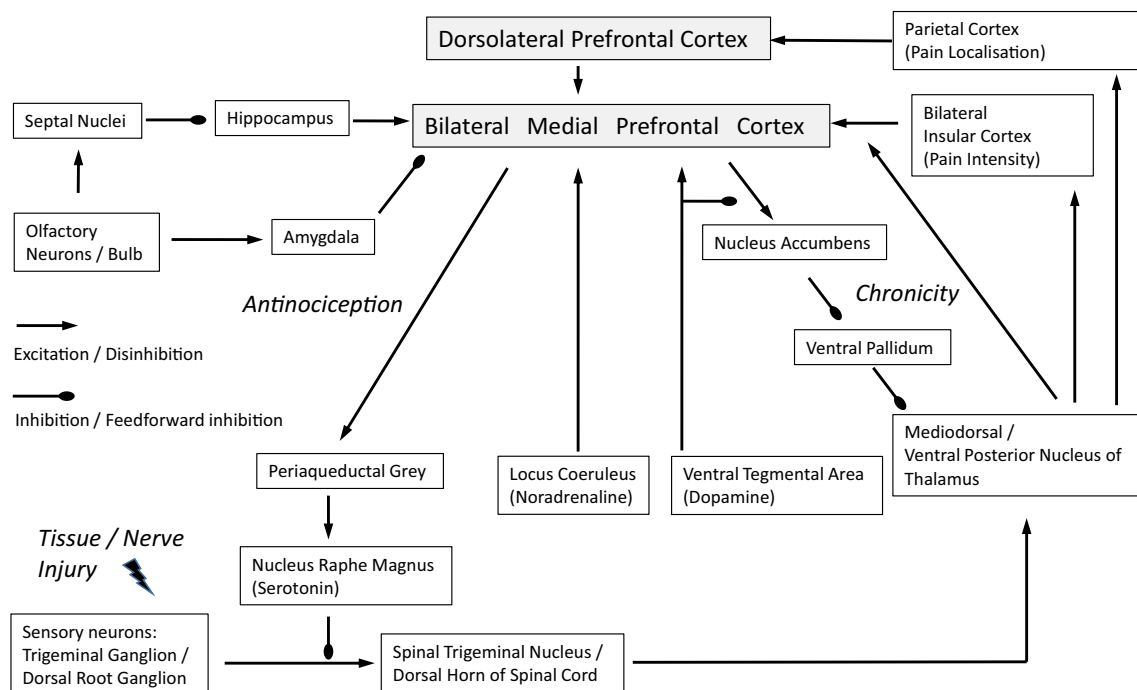 Dorsolateral Prefrontal Cortex
Parietal Cortex
(Pain Localisation)
Septal Nuclei
Hippocampus
Bilateral Medial Prefrontal Cortex
Bilateral
Insular Cortex
(Pain Intensity)
Olfactory
Neurons / Bulb
Amygdala
Nucleus Accumbens
Antinociception
Chronicity
Excitation / Disinhibition
Ventral Pallidum
Inhibition / Feedforward inhibition
Mediodorsal /
Ventral Posterior Nucleus of
Thalamus
Periaqueductal Grey
Locus Coeruleus
(Noradrenaline)
Ventral Tegmental Area
(Dopamine)
Tissue / Nerve
Injury
Nucleus Raphe Magnus
(Serotonin)
Sensory neurons:
Trigeminal Ganglion /
Dorsal Root Ganglion
Spinal Trigeminal Nucleus /
Dorsal Horn of Spinal Cord